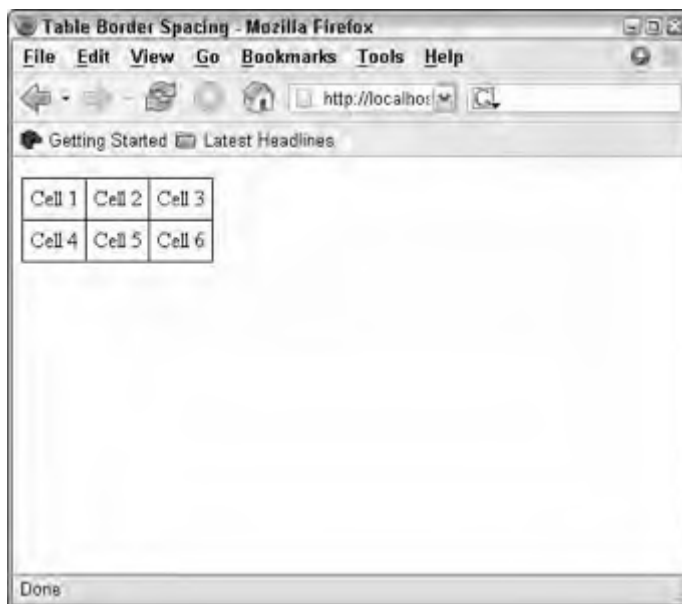 Table Border Spacing - Mozilla Firefox
File Edit View Go Bookmarks Tools Help
http://localhos
Getting Started Latest Headlines
Cell 1 Cell 2 Cell 3
Cell 4 Cell 5 Cell 6
Done